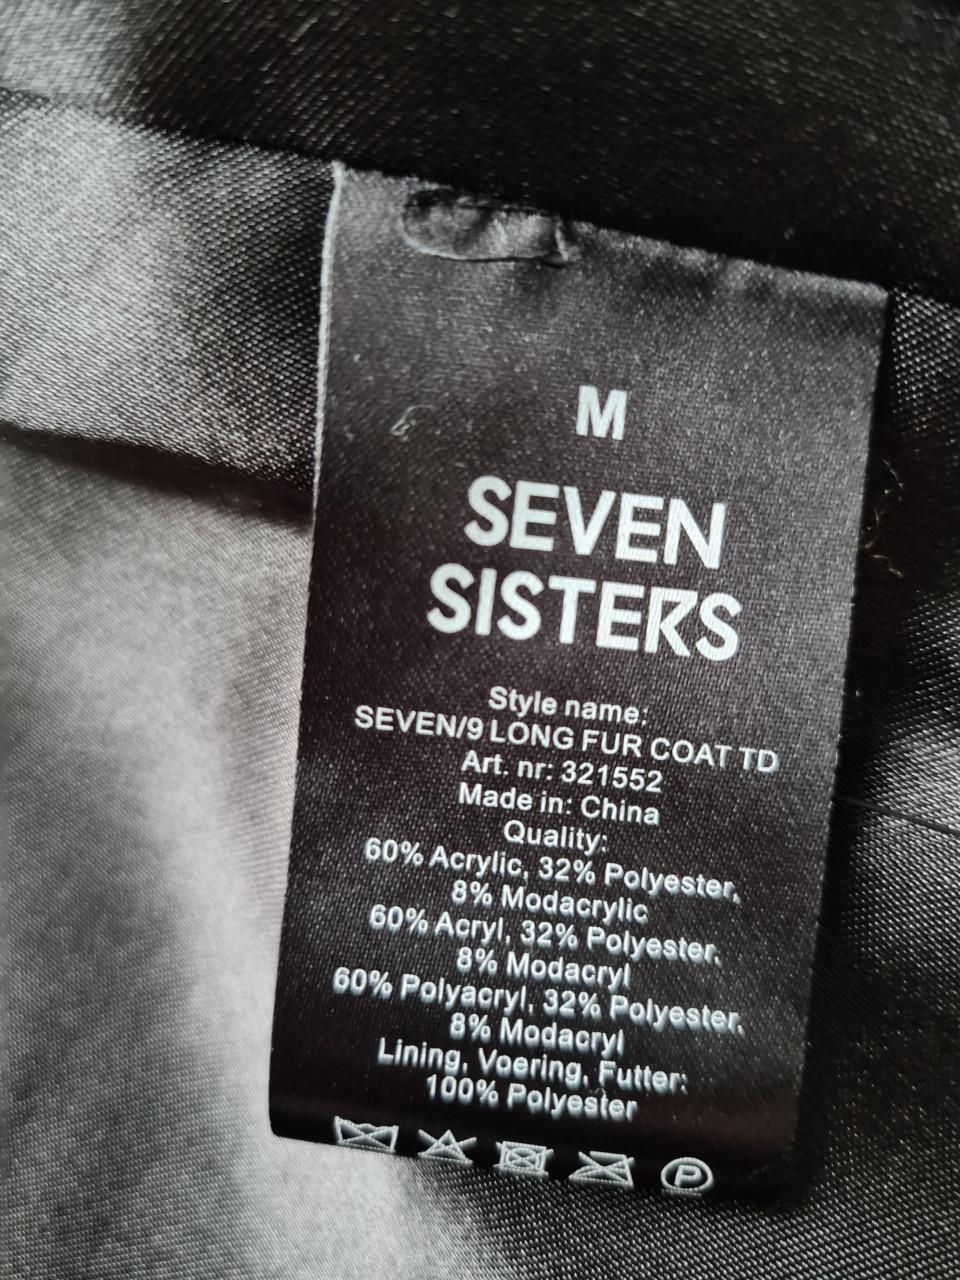 M
SEVEN
SISTERS
Style name:
SEVEN/9 LONG FUR COAT TD
Art. nr: 321552
Made in: China
Quality:
60% Acrylic, 32% Polyester,
8% Modacrylic
60% Acryl, 32% Polyester,
8% Modacryl
60% Polyacryl, 32% Polyester,
8% Modacryl
Lining, Voering, Futter:
100% Polyester
P